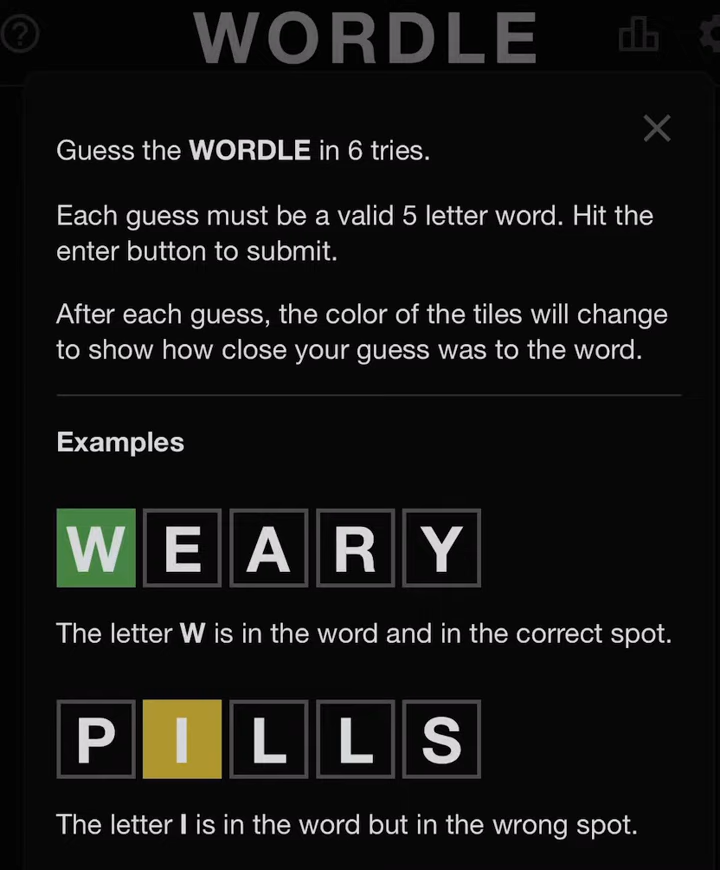 WORDLE
Guess the WORDLE in 6 tries.
Each guess must be a valid 5 letter word. Hit the
enter button to submit.
After each guess, the color of the tiles will change
to show how close your guess was to the word.
Examples
WEARY
The letter W is in the word and in the correct spot.
PILLS
The letter I is in the word but in the wrong spot.